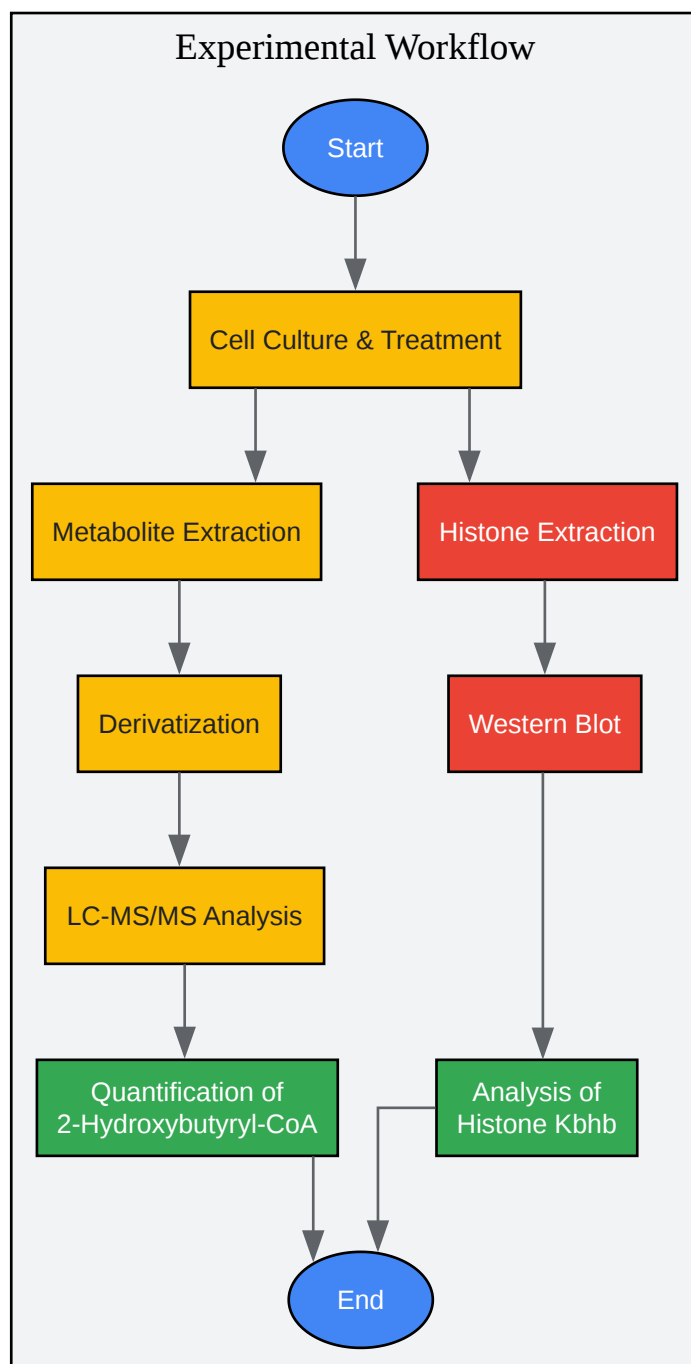 Experimental Workflow
Start
Cell Culture & Treatment
Metabolite Extraction
Histone Extraction
Derivatization
Western Blot
LC-MS/MS Analysis
Quantification of
2-Hydroxybutyryl-CoA
Analysis of
Histone Kbhb
End